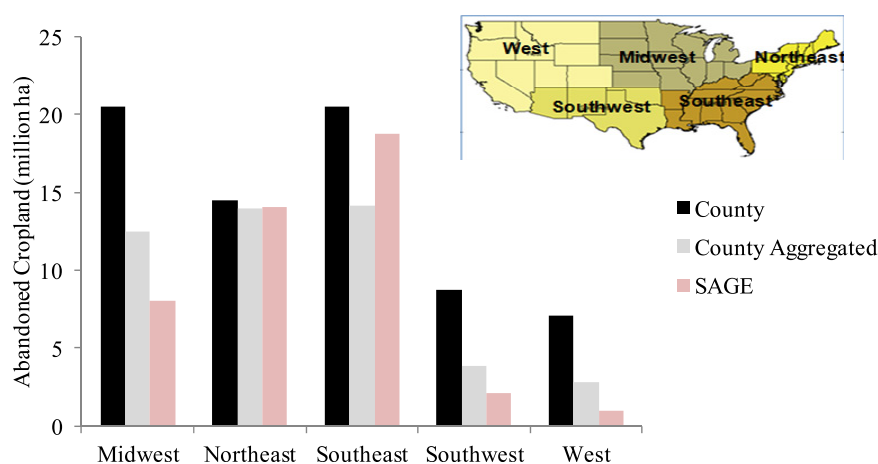 25
20
15
10
5
0
Abandoned Cropland (million ha)
Midwest
Northeast
Southeast
Southwest
West
West
Midwest
Northeast
Southwest
Southeast
County
County Aggregated
SAGE